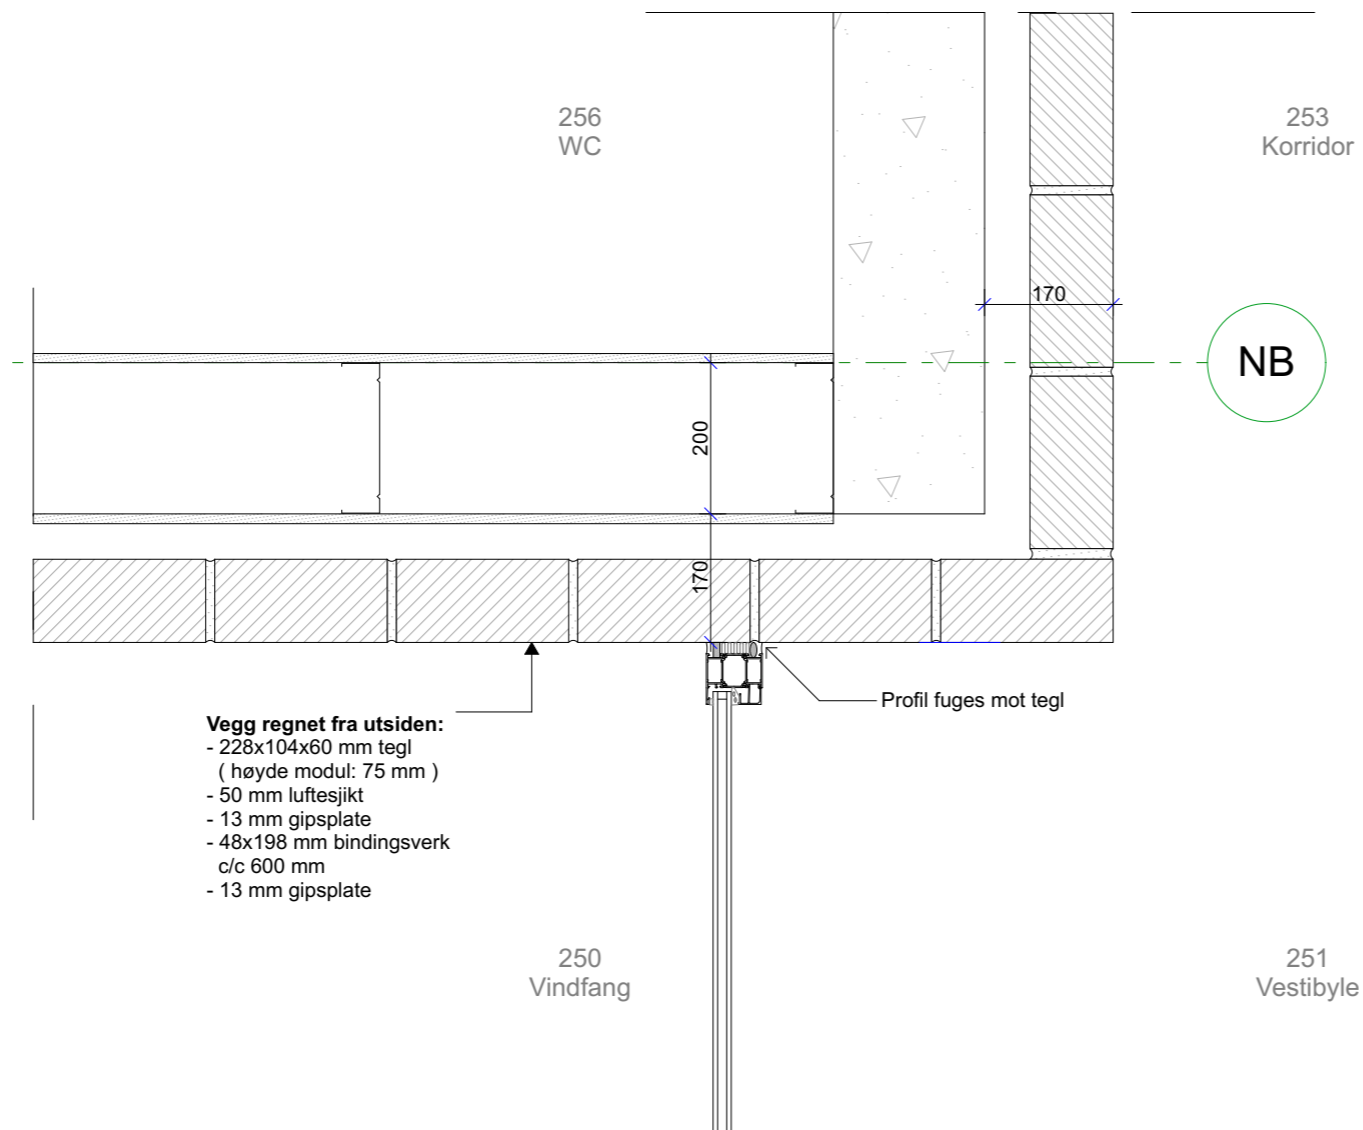 256
WC
253
Korridor
170
NB
200
170
Profil fuges mot tegl
Vegg regnet fra utsiden:
- 228x104x60 mm tegl
( høyde modul: 75 mm )
- 50 mm luftesjikt
- 13 mm gipsplate
- 48x198 mm bindingsverk
c/c 600 mm
- 13 mm gipsplate
250
Vindfang
251
Vestibyle